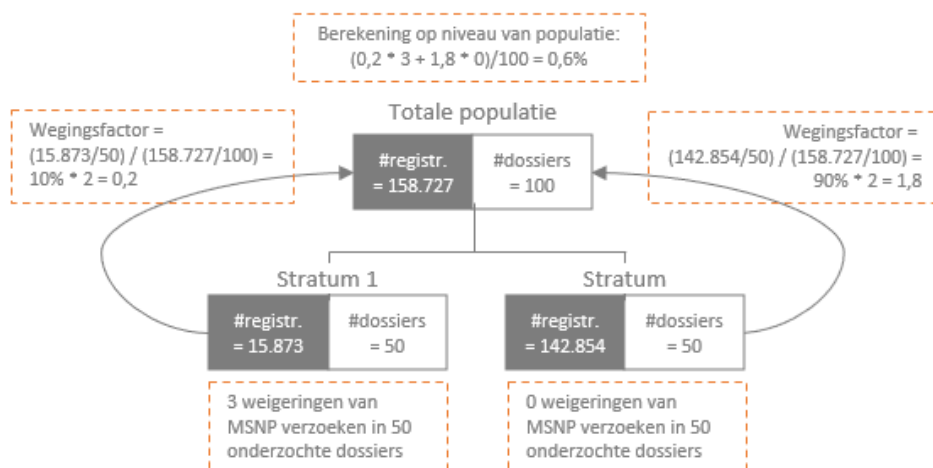 Berekening op niveau van populatie:
(0,2 * 3 + 1,8 * 0)/100 = 0,6%
Totale populatie
Wegingsfactor =
(15.873/50) / (158.727/100) =
10% * 2 = 0,2
#registr.
= 158.727
#dossiers
= 100
Wegingsfactor =
(142.854/50) / (158.727/100) =
90% * 2 = 1,8
Stratum 1
#registr.
= 15.873
#dossiers
= 50
Stratum
#registr.
= 142.854
#dossiers
= 50
3 weigeringen van
MSNP verzoeken in 50
onderzochte dossiers
0 weigeringen van
MSNP verzoeken in 50
onderzochte dossiers